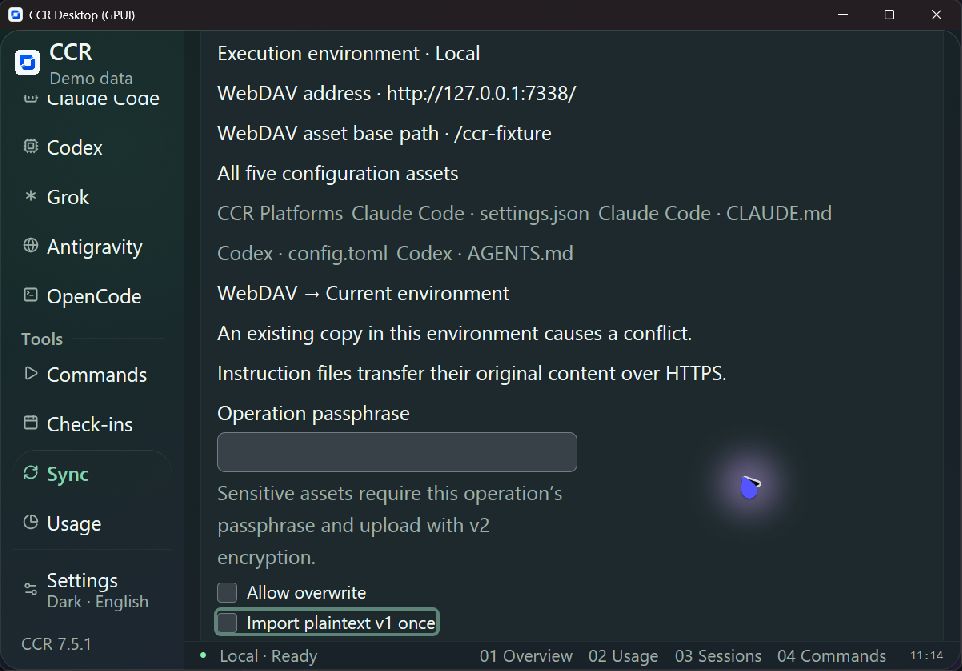 CCR Desktop (GPUI)
CCR
Demo data
Claude Code
Codex
Grok
Antigravity
OpenCode
Tools
Commands
Check-ins
Sync
Usage
Settings
Dark · English
CCR 7.5.1
Execution environment · Local
WebDAV address · http://127.0.0.1:7338/
WebDAV asset base path · /ccr-fixture
All five configuration assets
CCR Platforms Claude Code · settings.json Claude Code · CLAUDE.md
Codex · config.toml Codex · AGENTS.md
WebDAV → Current environment
An existing copy in this environment causes a conflict.
Instruction files transfer their original content over HTTPS.
Operation passphrase
Sensitive assets require this operation’s
passphrase and upload with v2
encryption.
Allow overwrite
Import plaintext v1 once
Local · Ready
01 Overview 02 Usage 03 Sessions 04 Commands 11:14